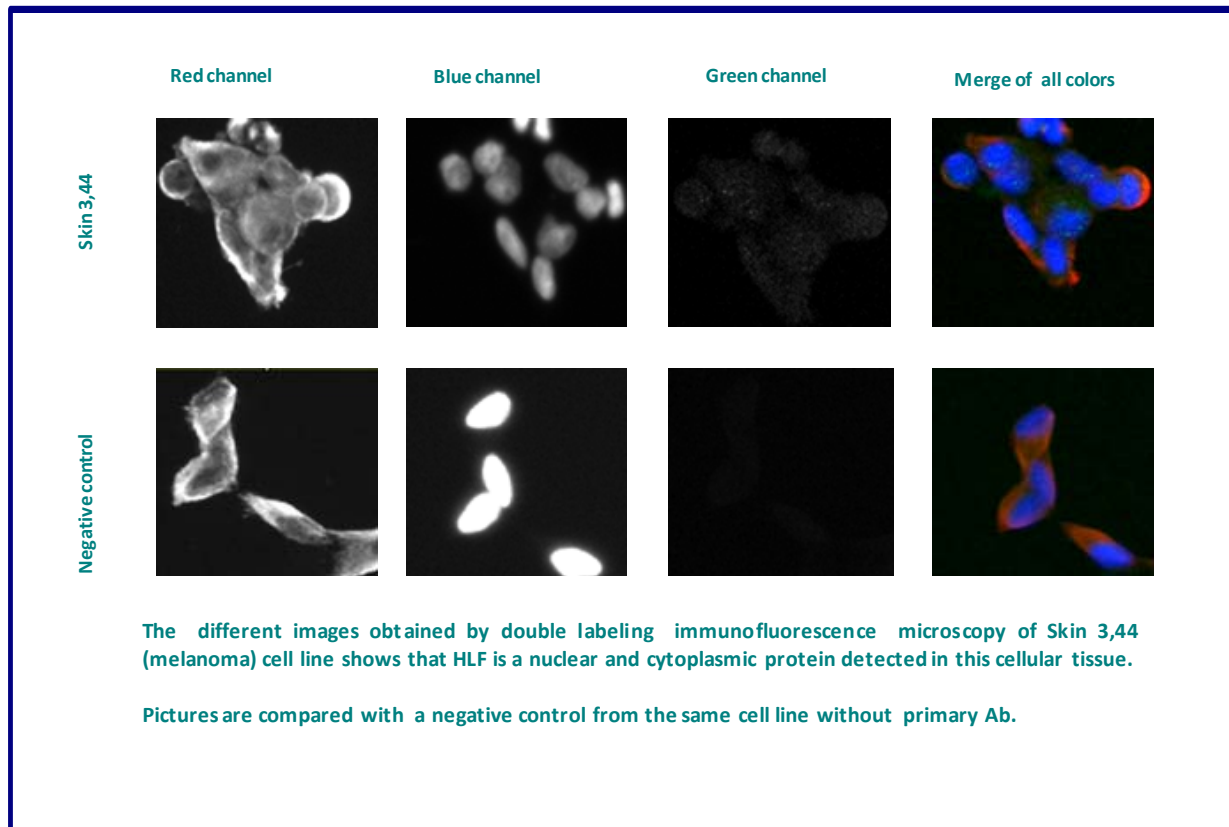 Red channel
Blue channel
Green channel
Merge of all colors
Skin 3,44
Negative control
The different images obtained by double labeling immunofluorescence microscopy of Skin 3,44
(melanoma) cell line shows that HLF is a nuclear and cytoplasmic protein detected in this cellular tissue.
Pictures are compared with a negative control from the same cell line without primary Ab.